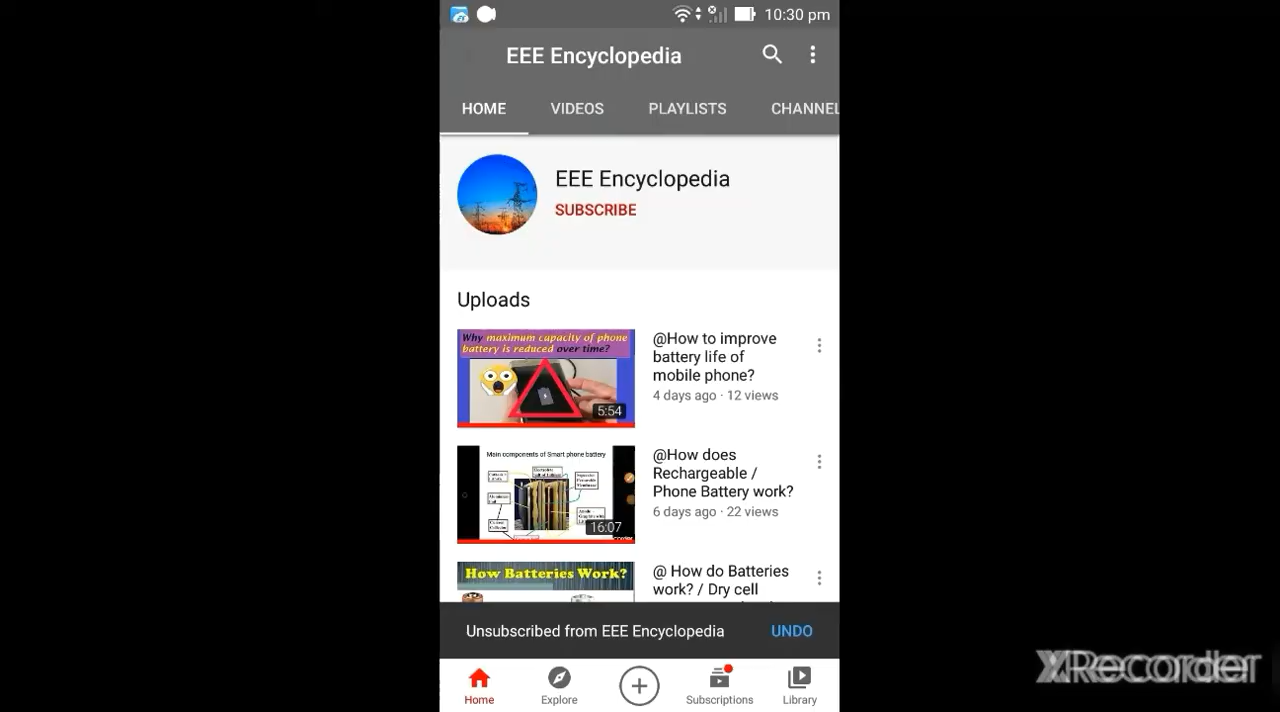 10:30 pm
EEE Encyclopedia
HOME VIDEOS PLAYLISTS CHANNEL
EEE Encyclopedia
SUBSCRIBE
Uploads
Why maximum capacity of phone
battery is reduced over time?
5:54
@How to improve
battery life of
mobile phone?
4 days ago · 12 views
Main components of Smart phone battery
16:07
@How does
Rechargeable /
Phone Battery work?
6 days ago · 22 views
How Batteries Work?
@ How do Batteries
work? / Dry cell
Unsubscribed from EEE Encyclopedia UNDO
Home Explore Subscriptions Library
XRecorder